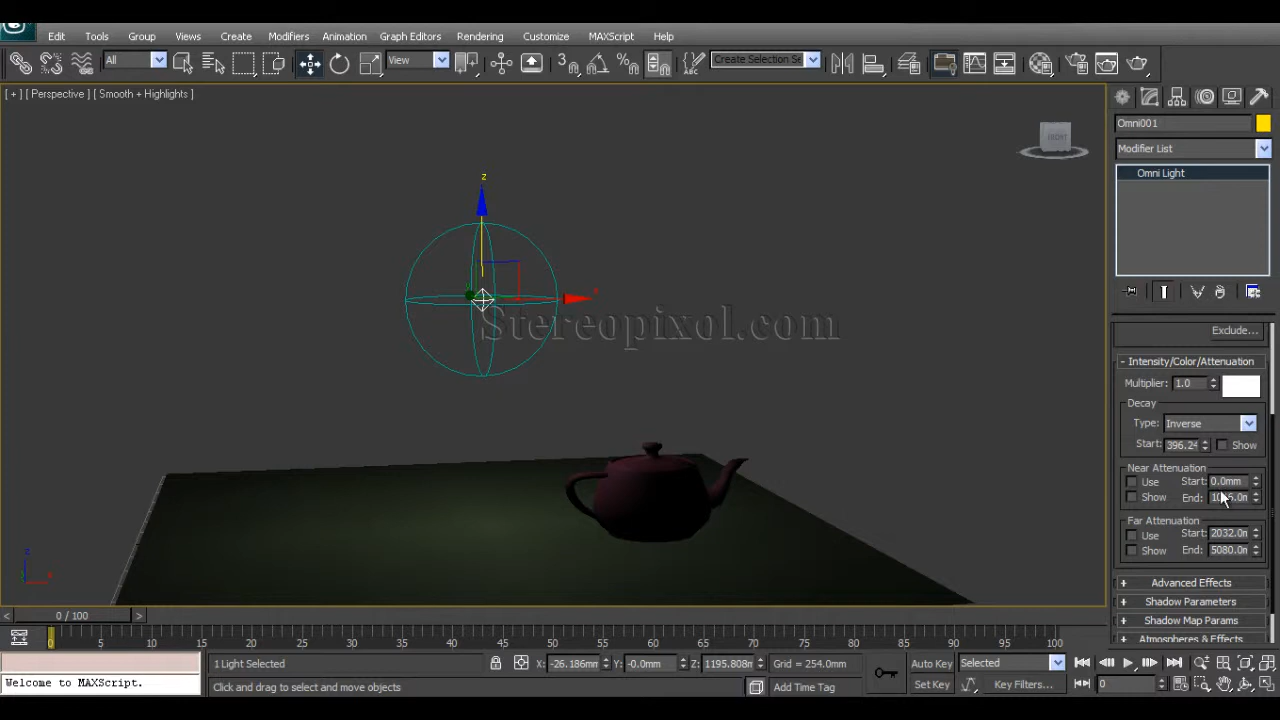 Edit Tools Group Views Create Modifiers Animation Graph Editors Rendering Customize MAXScript Help
All View 3 Create Selection Se
[ + ] [ Perspective ] [ Smooth + Highlights ]
FRONT
Omni001
Modifier List
Omni Light
z
x
Stereopixol.com
Exclude...
- Intensity/Color/Attenuation
Multiplier: 1.0
Decay
Type: Inverse
Start: 396.24 Show
Near Attenuation
Use Start: 0.0mm
Show End:
Far Attenuation
Use Start: 2032.0n
Show End: 5080.0n
+ Advanced Effects
+ Shadow Parameters
+ Shadow Map Params
+ Atmospheres & Effects
z
x
< 0 / 100 >
0 5 10 15 20 25 30 35 40 45 50 55 60 65 70 75 80 85 90 95 100
1 Light Selected X: -26.186mm Y: -0.0mm Z: 1195.808m Grid = 254.0mm Auto Key Selected
Welcome to MAXScript. Click and drag to select and move objects Add Time Tag Set Key Key Filters... 0